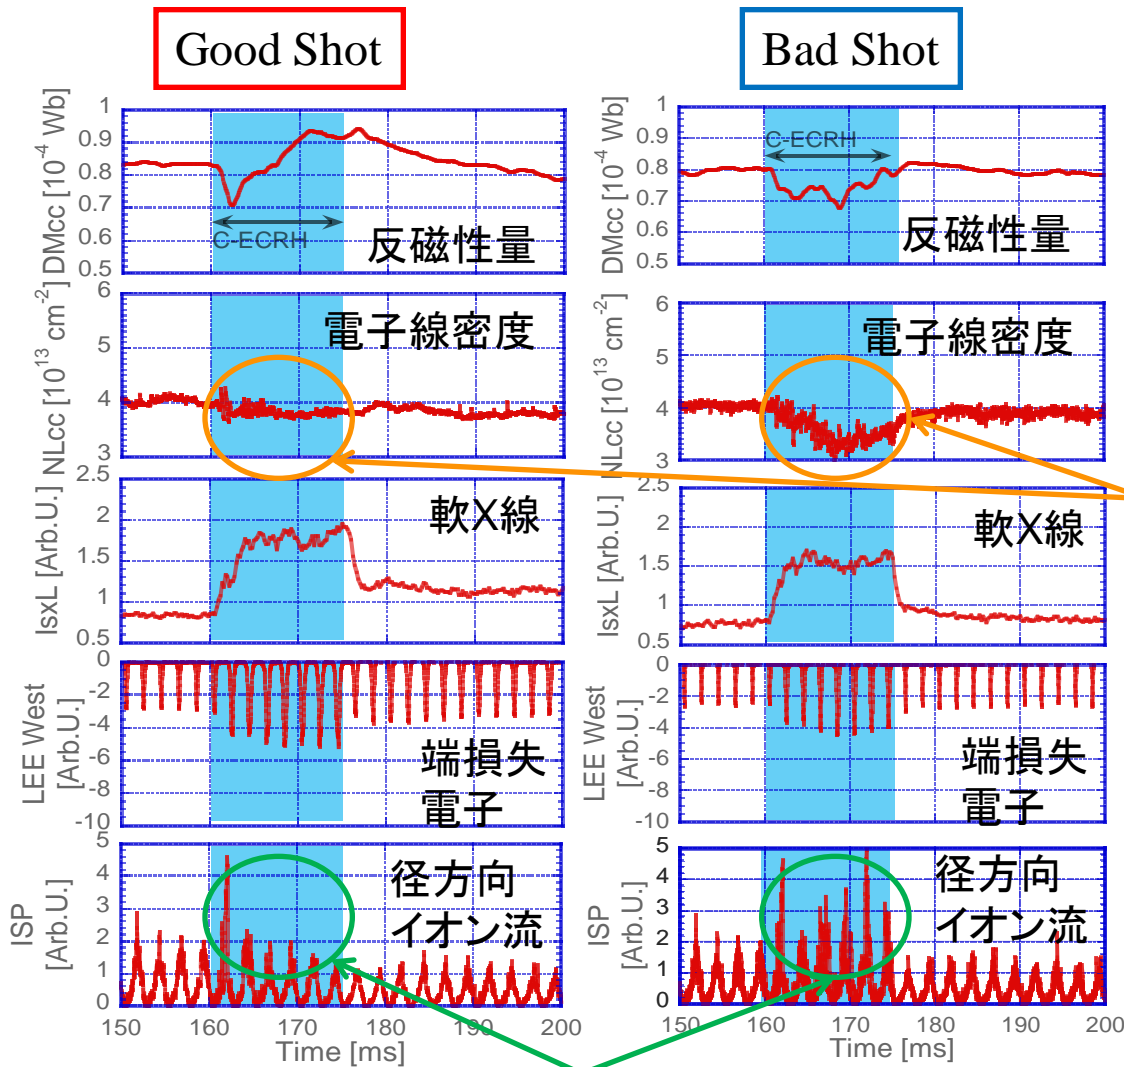 Good Shot
DMcc [10^-4 Wb]
1
0.9
0.8
0.7
0.6
0.5
C-ECRH
反磁性量
NLcc [10^13 cm^-2]
6
5
4
3
電子線密度
IsxL [Arb.U.]
2.5
2
1.5
1
0.5
軟X線
LEE West
[Arb.U.]
0
-2
-4
-6
-8
-10
端損失
電子
ISP
[Arb.U.]
5
4
3
2
1
0
径方向
イオン流
150 160 170 180 190 200
Time [ms]
Bad Shot
DMcc [10^-4 Wb]
1
0.9
0.8
0.7
0.6
0.5
C-ECRH
反磁性量
NLcc [10^13 cm^-2]
6
5
4
3
電子線密度
IsxL [Arb.U.]
2.5
2
1.5
1
0.5
軟X線
LEE West
[Arb.U.]
0
-2
-4
-6
-8
-10
端損失
電子
ISP
[Arb.U.]
5
4
3
2
1
0
径方向
イオン流
150 160 170 180 190 200
Time [ms]